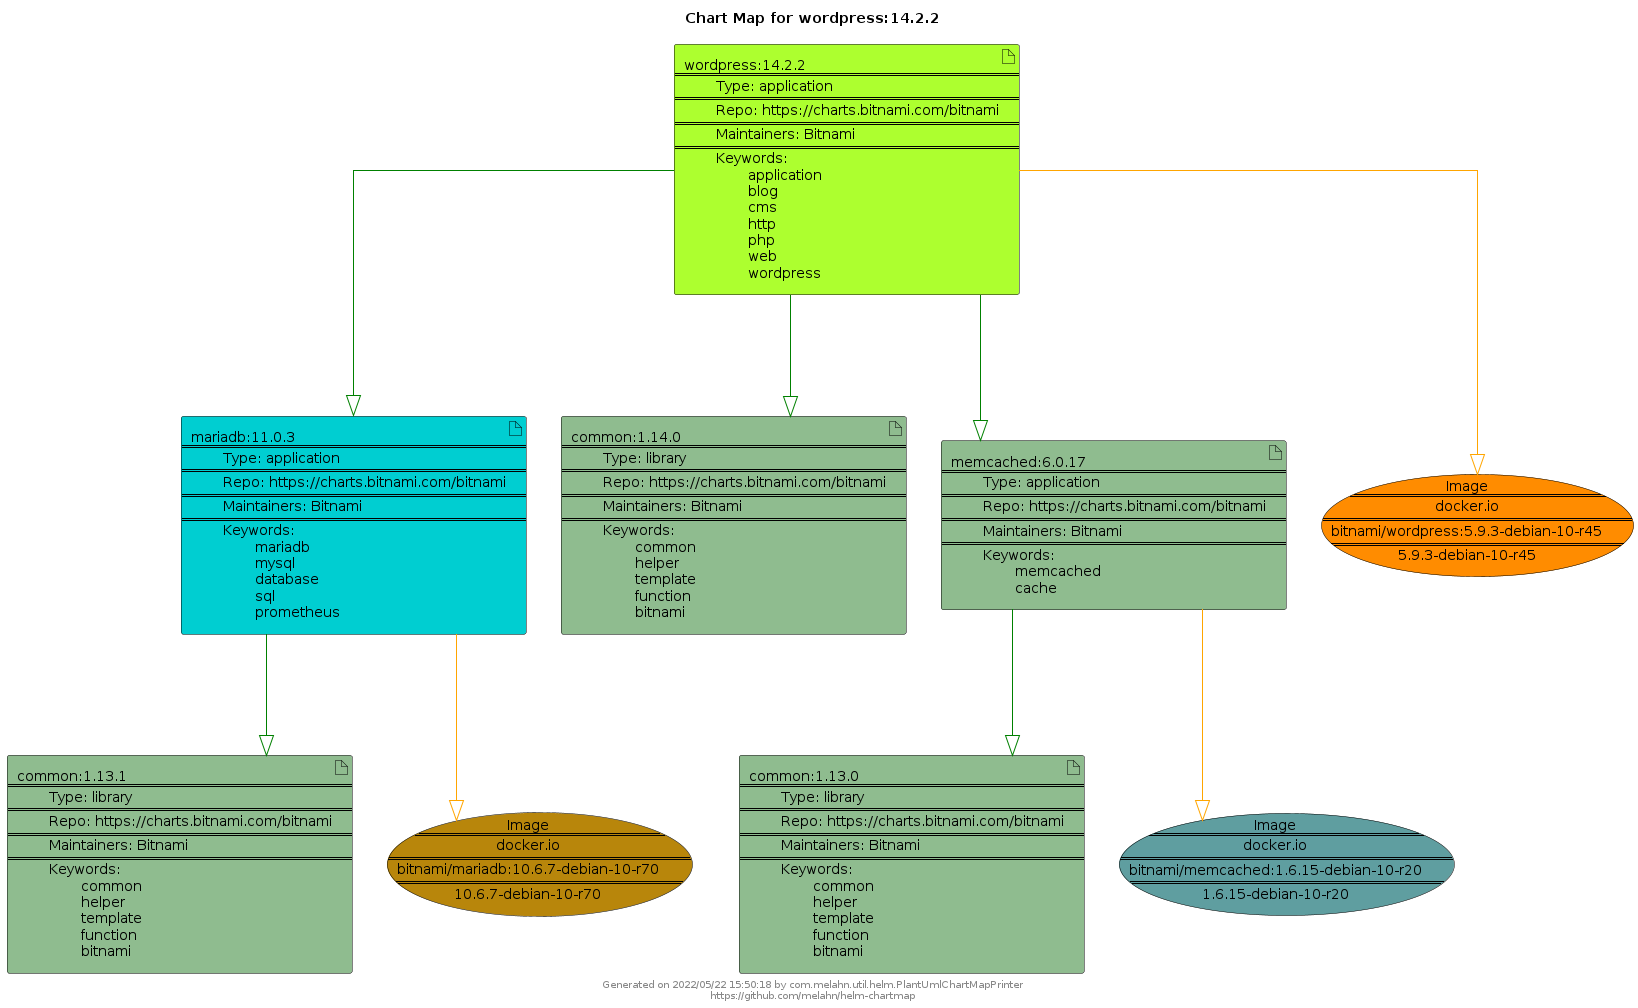 Chart Map for wordpress:14.2.2
wordpress:14.2.2
Type: application
Repo: https://charts.bitnami.com/bitnami
Maintainers: Bitnami
Keywords:
application
blog
cms
http
php
web
wordpress
mariadb:11.0.3
Type: application
Repo: https://charts.bitnami.com/bitnami
Maintainers: Bitnami
Keywords:
mariadb
mysql
database
sql
prometheus
common:1.14.0
Type: library
Repo: https://charts.bitnami.com/bitnami
Maintainers: Bitnami
Keywords:
common
helper
template
function
bitnami
memcached:6.0.17
Type: application
Repo: https://charts.bitnami.com/bitnami
Maintainers: Bitnami
Keywords:
memcached
cache
Image
docker.io
bitnami/wordpress:5.9.3-debian-10-r45
5.9.3-debian-10-r45
common:1.13.1
Type: library
Repo: https://charts.bitnami.com/bitnami
Maintainers: Bitnami
Keywords:
common
helper
template
function
bitnami
Image
docker.io
bitnami/mariadb:10.6.7-debian-10-r70
10.6.7-debian-10-r70
common:1.13.0
Type: library
Repo: https://charts.bitnami.com/bitnami
Maintainers: Bitnami
Keywords:
common
helper
template
function
bitnami
Image
docker.io
bitnami/memcached:1.6.15-debian-10-r20
1.6.15-debian-10-r20
Generated on 2022/05/22 15:50:18 by com.melahn.util.helm.PlantUmlChartMapPrinter
https://github.com/melahn/helm-chartmap